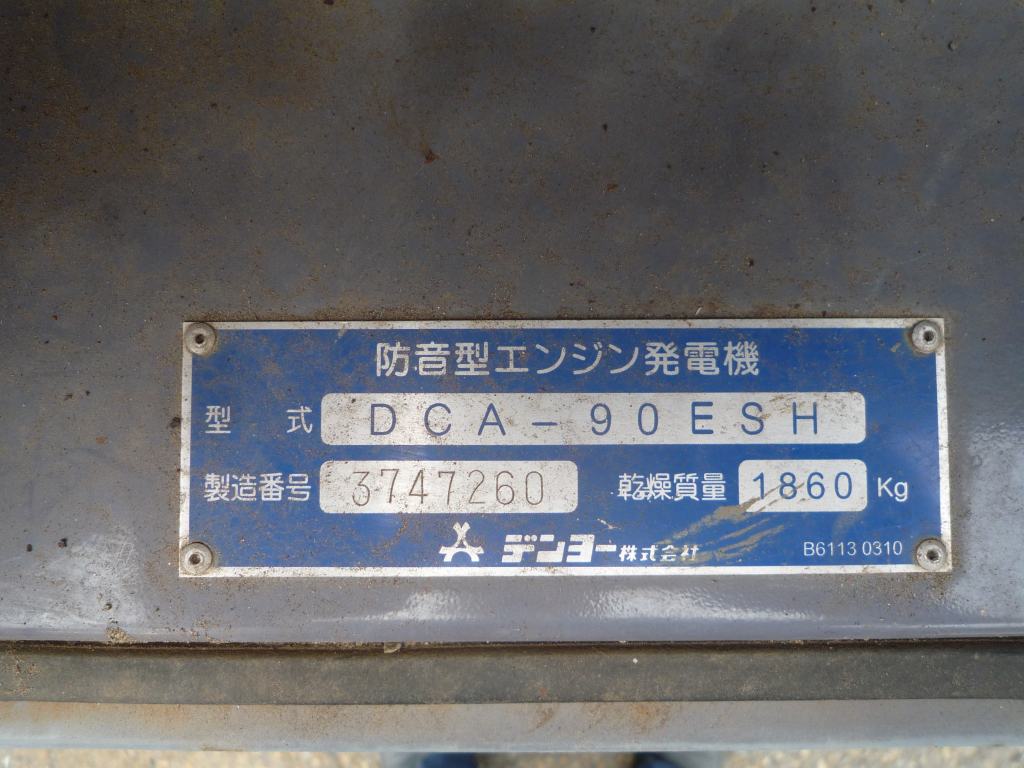 防音型エンジン発電機
型式 DCA-90ESH
製造番号 3747260 乾燥質量 1860 Kg
デンヨー株式会社 B6113 0310